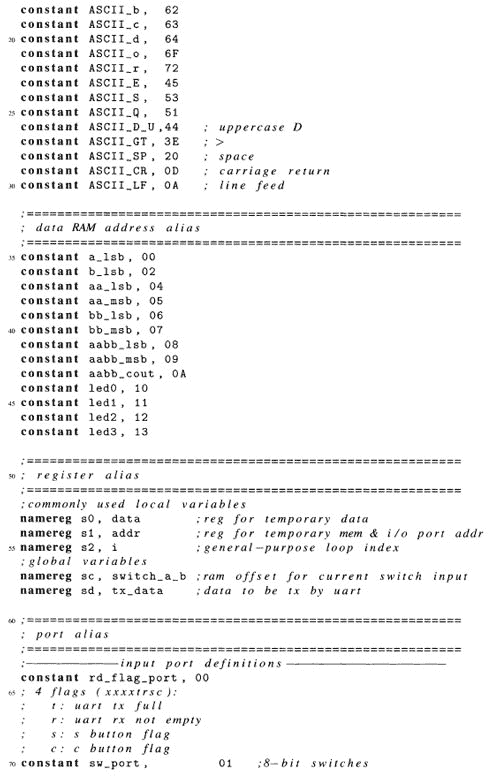 constant ASCII_b, 62
constant ASCII_c, 63
20 constant ASCII_d, 64
constant ASCII_o, 6F
constant ASCII_r, 72
constant ASCII_E, 45
constant ASCII_S, 53
25 constant ASCII_Q, 51
constant ASCII_D_U,44 ; uppercase D
constant ASCII_GT, 3E ; >
constant ASCII_SP, 20 ; space
constant ASCII_CR, 0D ; carriage return
30 constant ASCII_LF, 0A ; line feed
;==========================================================
; data RAM address alias
;==========================================================
35 constant a_lsb, 00
constant b_lsb, 02
constant aa_lsb, 04
constant aa_msb, 05
constant bb_lsb, 06
40 constant bb_msb, 07
constant aabb_lsb, 08
constant aabb_msb, 09
constant aabb_cout, 0A
constant led0, 10
45 constant led1, 11
constant led2, 12
constant led3, 13
;==========================================================
50 ; register alias
;==========================================================
;commonly used local variables
namereg s0, data ;reg for temporary data
namereg s1, addr ;reg for temporary mem & i/o port addr
55 namereg s2, i ;general-purpose loop index
;global variables
namereg sc, switch_a_b ;ram offset for current switch input
namereg sd, tx_data ;data to be tx by uart
60 ;==========================================================
; port alias
;==========================================================
;————————input port definitions————————
constant rd_flag_port, 00
65 ; 4 flags (xxxxtrsc):
; t: uart tx full
; r: uart rx not empty
; s: s button flag
; c: c button flag
70 constant sw_port, 01 ;8-bit switches